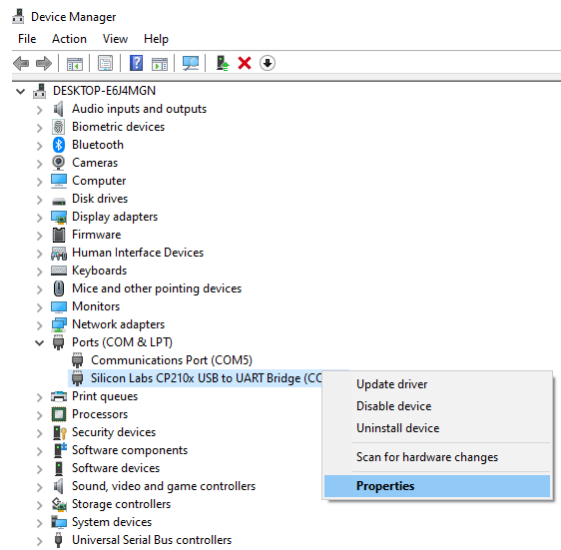 Device Manager
File Action View Help
DESKTOP-E6J4MGN
Audio inputs and outputs
Biometric devices
Bluetooth
Cameras
Computer
Disk drives
Display adapters
Firmware
Human Interface Devices
Keyboards
Mice and other pointing devices
Monitors
Network adapters
Ports (COM & LPT)
Communications Port (COM5)
Silicon Labs CP210x USB to UART Bridge (CC
Update driver
Disable device
Uninstall device
Scan for hardware changes
Properties
Print queues
Processors
Security devices
Software components
Software devices
Sound, video and game controllers
Storage controllers
System devices
Universal Serial Bus controllers